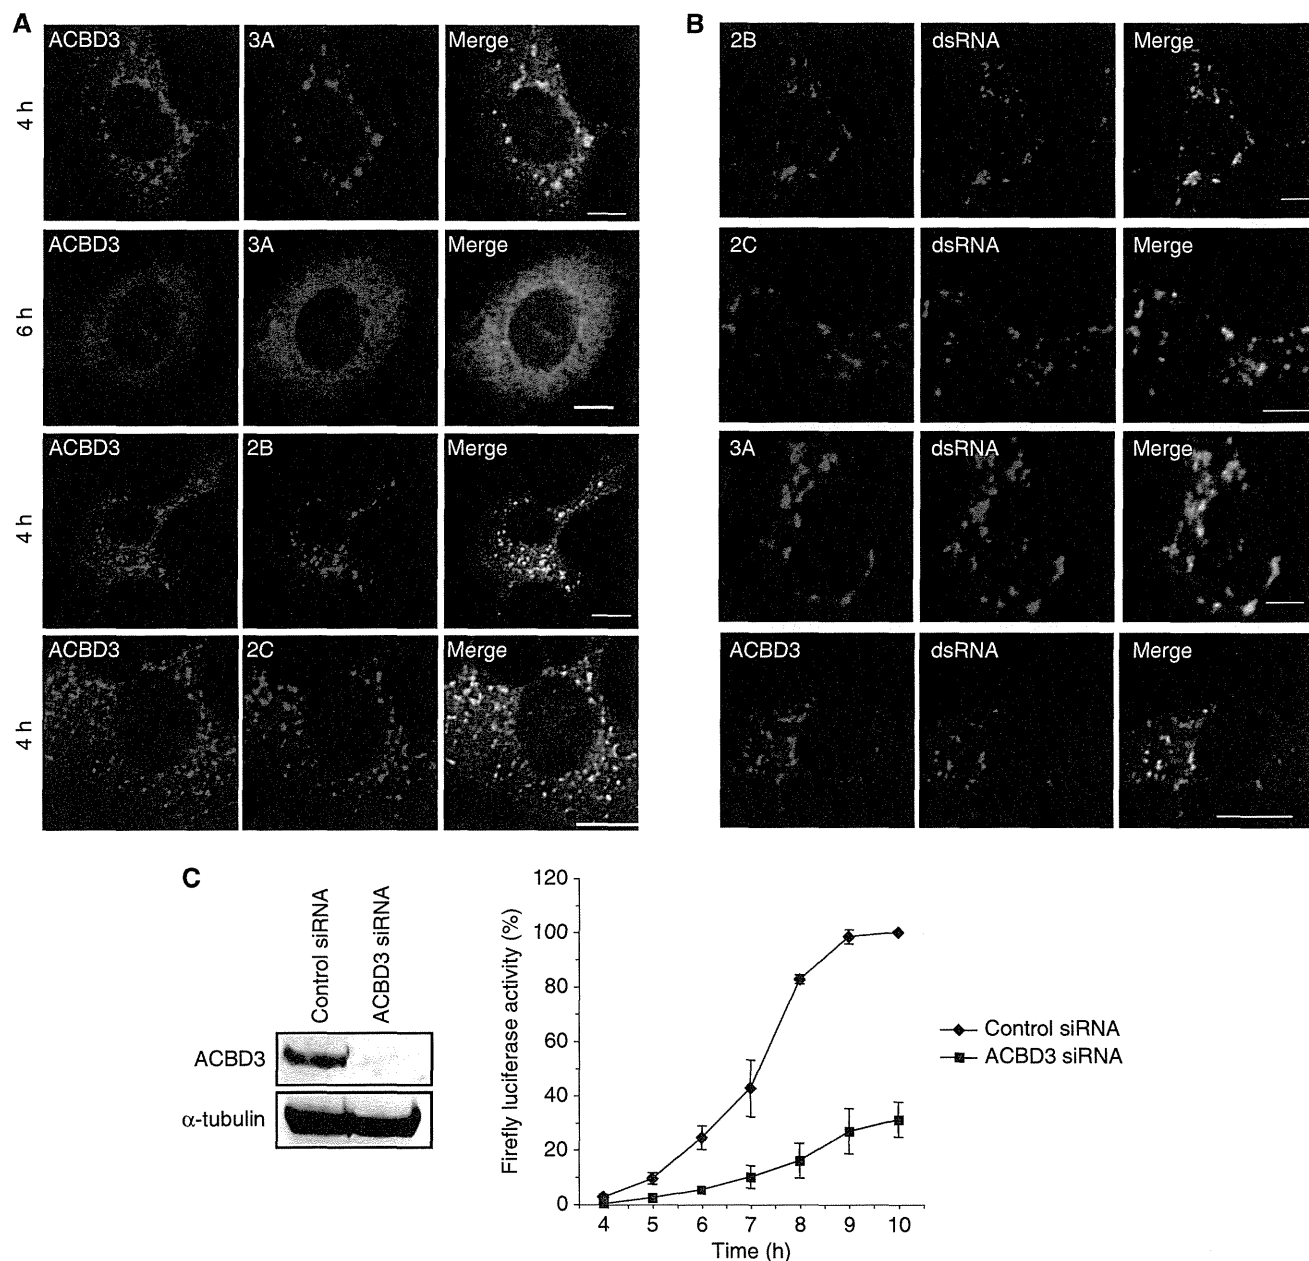 A
ACBD3 3A Merge
4 h
ACBD3 3A Merge
6 h
ACBD3 2B Merge
4 h
ACBD3 2C Merge
4 h
B
2B dsRNA Merge
2C dsRNA Merge
3A dsRNA Merge
ACBD3 dsRNA Merge
C
Control siRNA
ACBD3 siRNA
ACBD3
α-tubulin
Firefly luciferase activity (%)
120
100
80
60
40
20
0
4 5 6 7 8 9 10
Time (h)
Control siRNA
ACBD3 siRNA